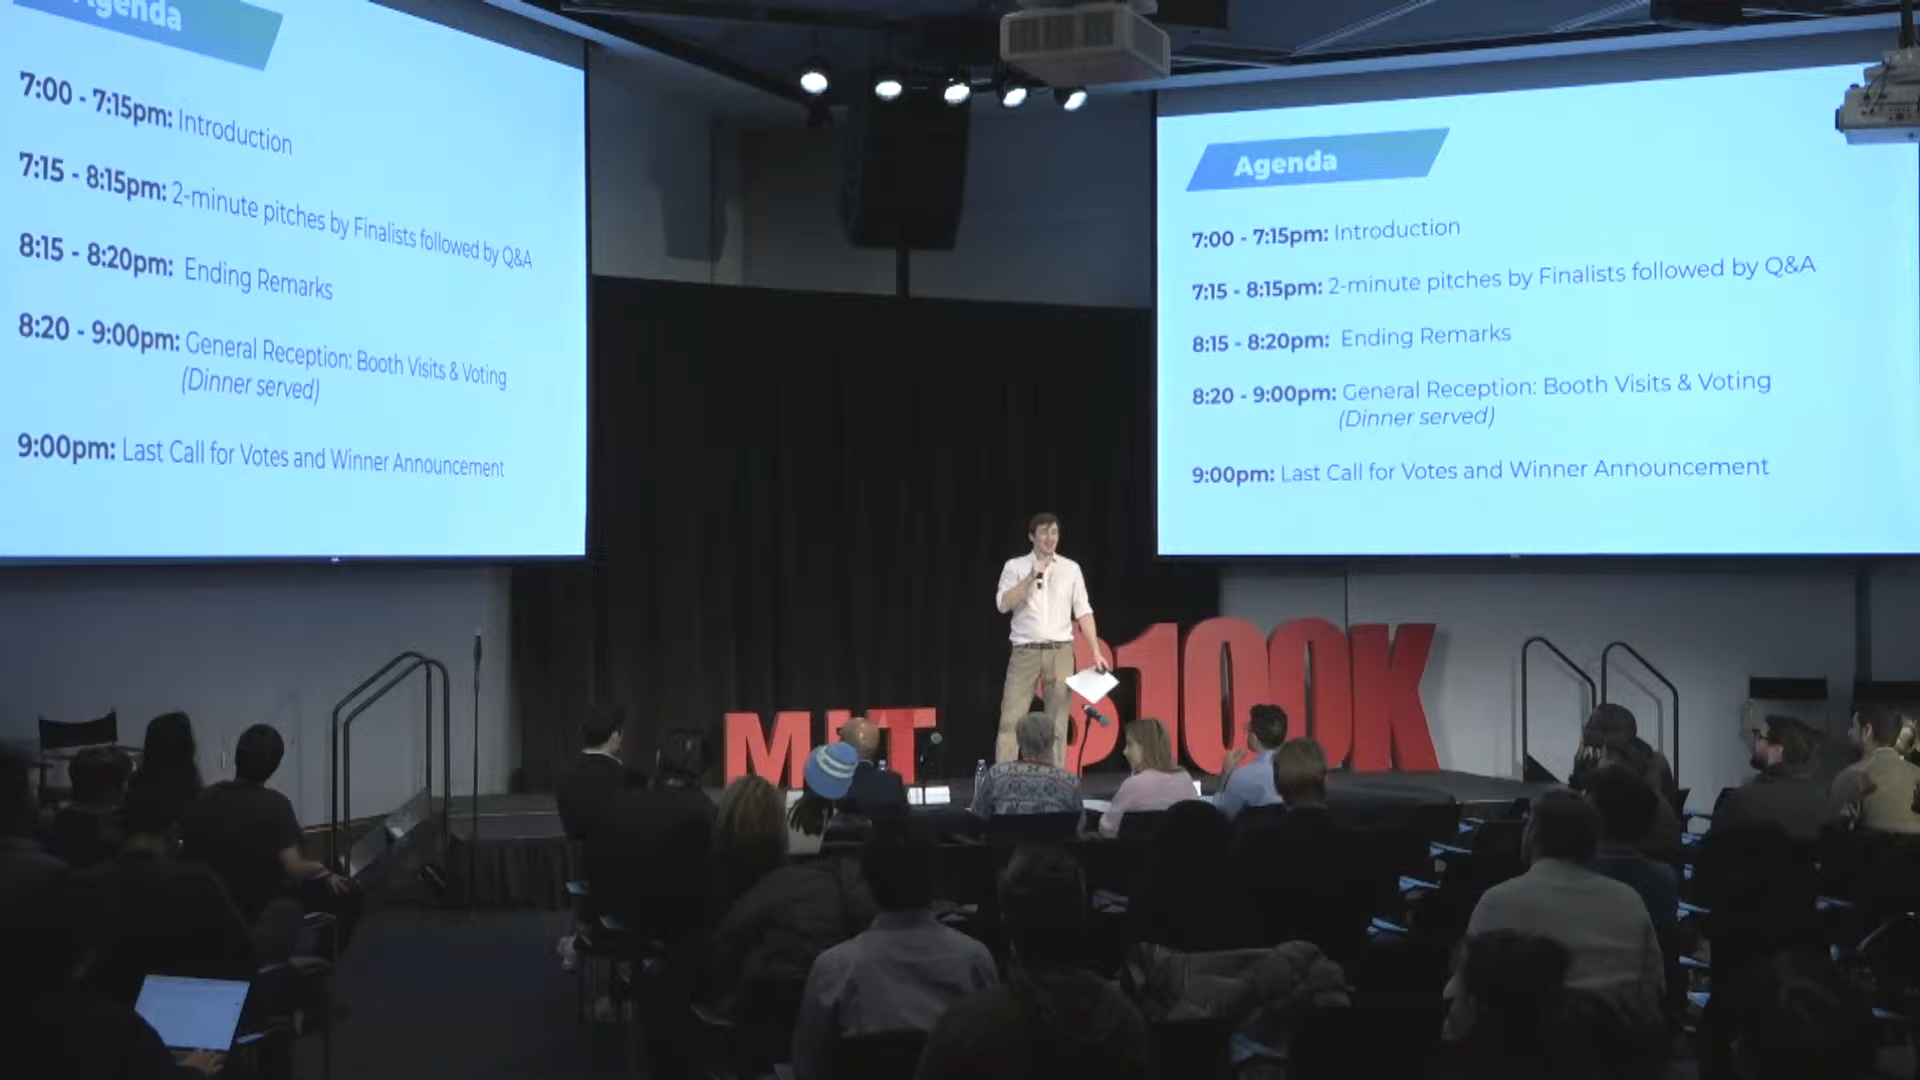 Agenda
7:00 - 7:15pm: Introduction
7:15 - 8:15pm: 2-minute pitches by Finalists followed by Q&A
8:15 - 8:20pm: Ending Remarks
8:20 - 9:00pm: General Reception: Booth Visits & Voting
(Dinner served)
9:00pm: Last Call for Votes and Winner Announcement
Agenda
7:00 - 7:15pm: Introduction
7:15 - 8:15pm: 2-minute pitches by Finalists followed by Q&A
8:15 - 8:20pm: Ending Remarks
8:20 - 9:00pm: General Reception: Booth Visits & Voting
(Dinner served)
9:00pm: Last Call for Votes and Winner Announcement
MIT $100K